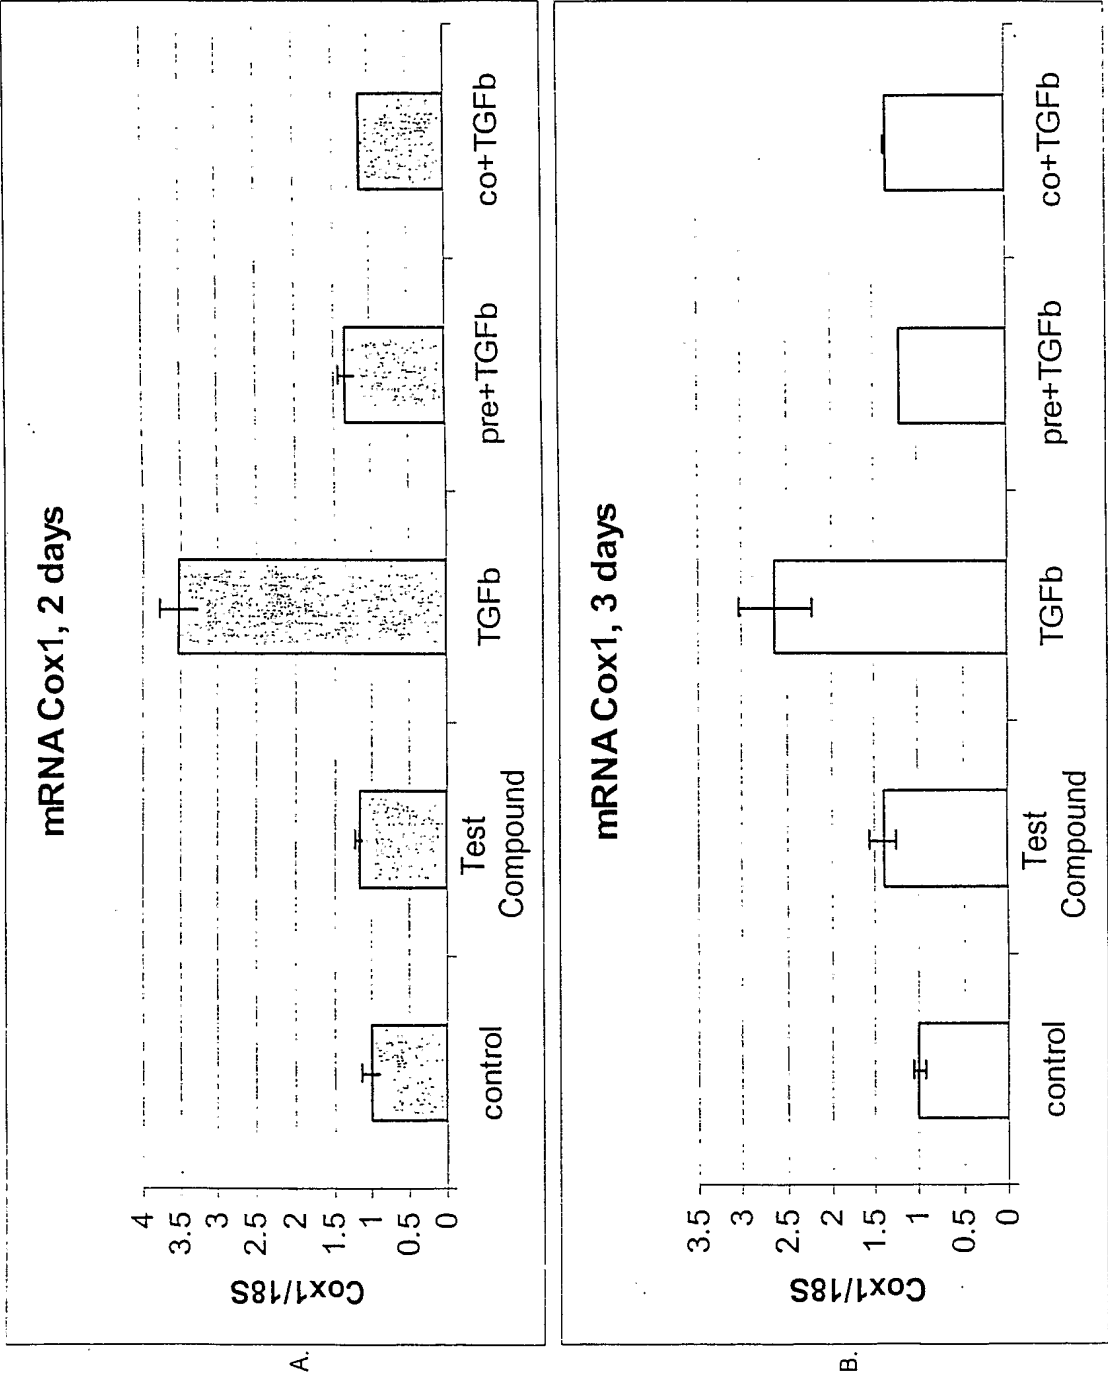 A.
mRNA Cox1, 2 days
Cox1/18S
4
3.5
3
2.5
2
1.5
1
0.5
0
control
Test
Compound
TGFb
pre+TGFb
co+TGFb
B.
mRNA Cox1, 3 days
Cox1/18S
3.5
3
2.5
2
1.5
1
0.5
0
control
Test
Compound
TGFb
pre+TGFb
co+TGFb